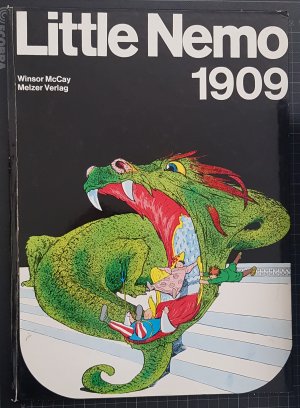 Little Nemo
1909
Winsor McCay
Melzer Verlag